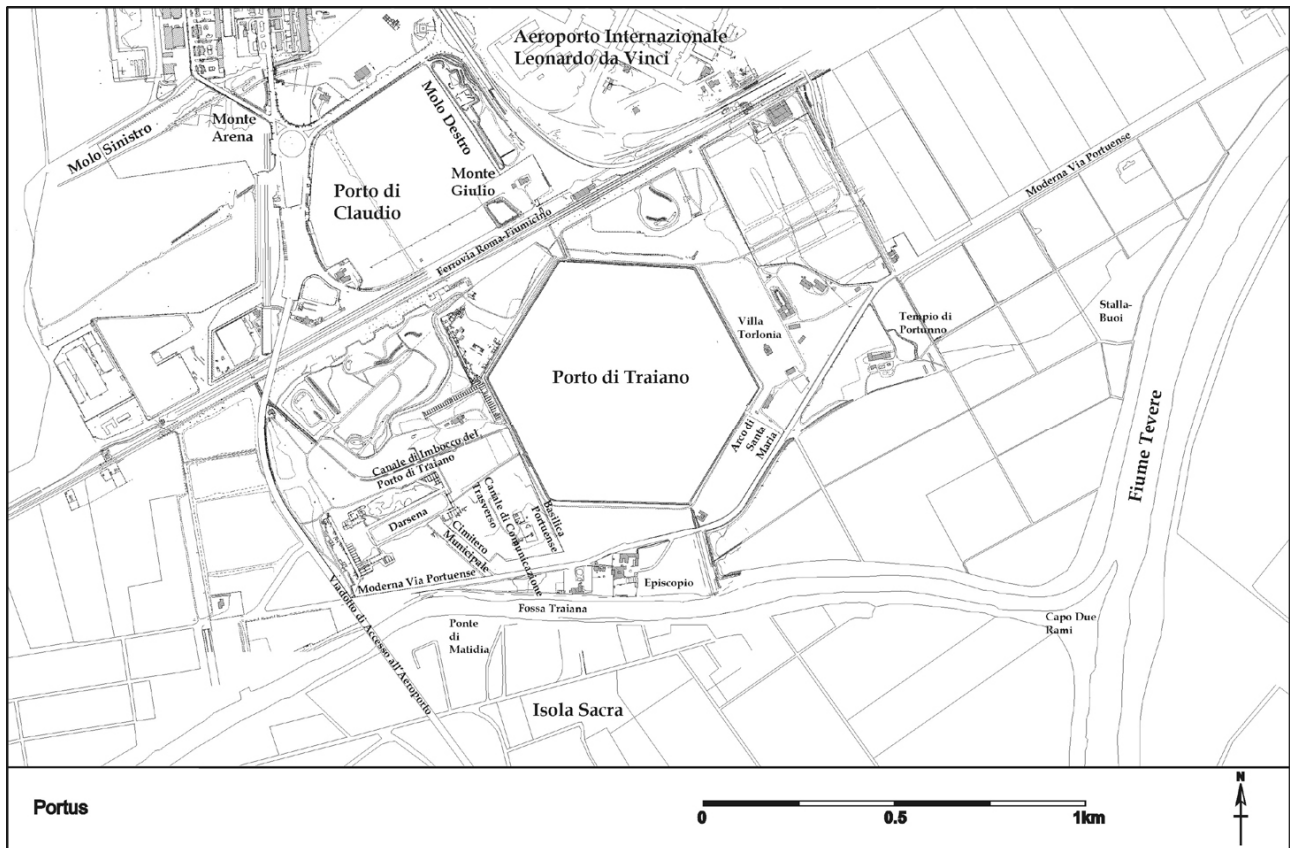 Aeroporto Internazionale
Leonardo da Vinci
Molo Destro
Monte
Arena
Molo Sinistro
Monte
Giulio
Porto di
Claudio
Ferrovia Roma-Fiumicino
Moderna Via Portuense
Stalla-
Buoi
Villa
Torlonia
Tempio di
Portunno
Porto di Traiano
Arco di
Santa
Maria
Fiume Tevere
Canale di Imbocco del
Porto di Traiano
Darsena
Cimitero
Municipale
Canale di Comunicazione
Trasverso
Basilica
Portuense
Moderna Via Portuense
Episcopio
Fossa Traiana
Viadotto di Accesso all'Aeroporto
Ponte
di
Matidia
Capo Due
Rami
Isola Sacra
Portus
0 0.5 1km
N